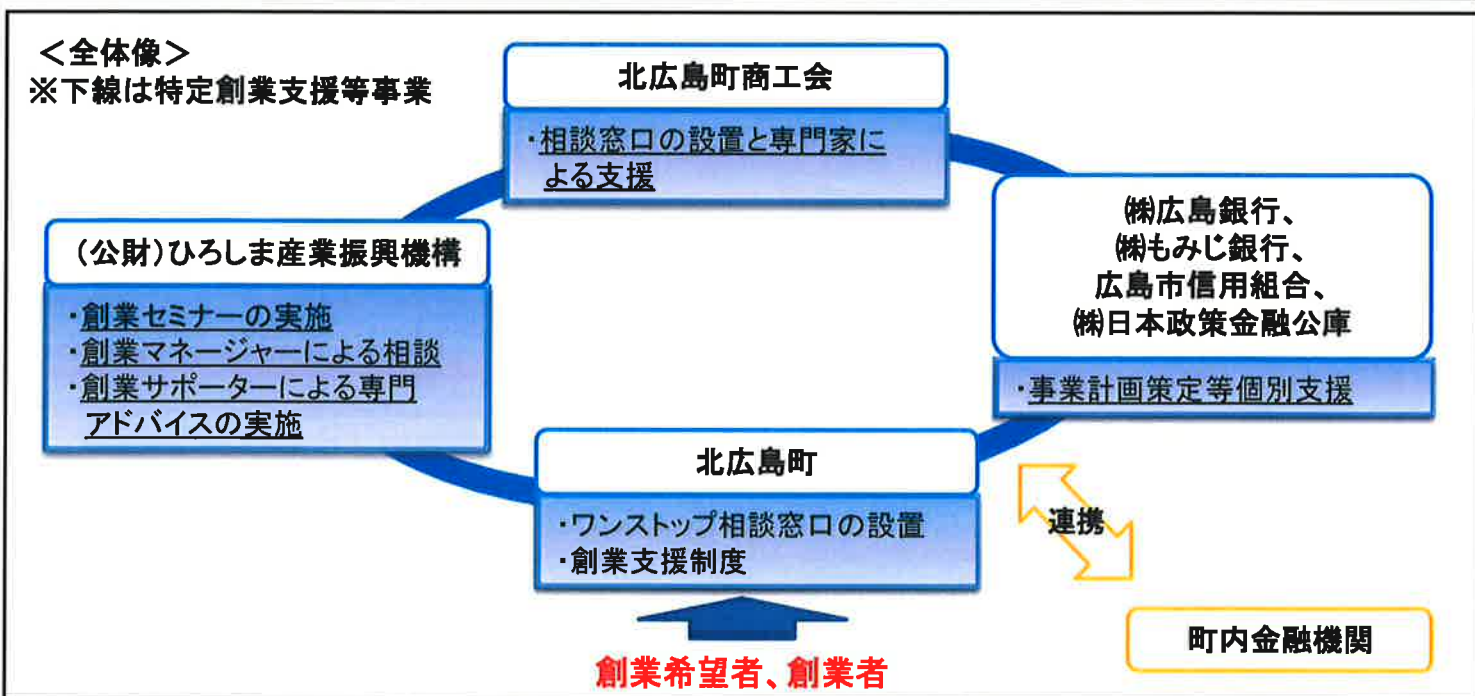 ＜全体像＞
※下線は特定創業支援等事業
北広島町商工会
・相談窓口の設置と専門家に
よる支援
（公財）ひろしま産業振興機構
・創業セミナーの実施
・創業マネージャーによる相談
・創業サポーターによる専門
アドバイスの実施
㈱広島銀行、
㈱もみじ銀行、
広島市信用組合、
㈱日本政策金融公庫
・事業計画策定等個別支援
北広島町
・ワンストップ相談窓口の設置
・創業支援制度
連携
町内金融機関
創業希望者、創業者